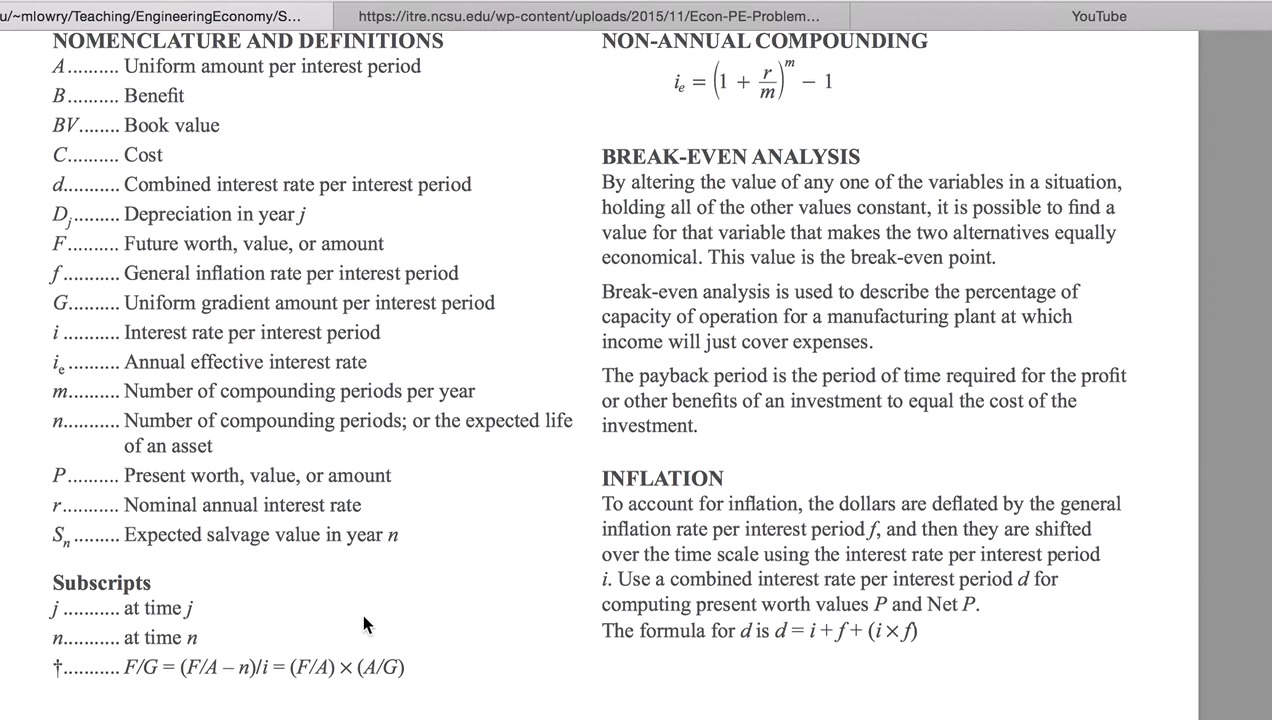 u/~mlowry/Teaching/EngineeringEconomy/S...
https://itre.ncsu.edu/wp-content/uploads/2015/11/Econ-PE-Problem...
YouTube
NOMENCLATURE AND DEFINITIONS
A.......... Uniform amount per interest period
B.......... Benefit
BV........ Book value
C.......... Cost
d........... Combined interest rate per interest period
Dj......... Depreciation in year j
F.......... Future worth, value, or amount
f........... General inflation rate per interest period
G.......... Uniform gradient amount per interest period
i .......... Interest rate per interest period
ie .......... Annual effective interest rate
m.......... Number of compounding periods per year
n........... Number of compounding periods; or the expected life
of an asset
P.......... Present worth, value, or amount
r........... Nominal annual interest rate
Sn ......... Expected salvage value in year n
Subscripts
j ........... at time j
n........... at time n
†........... F/G = (F/A – n)/i = (F/A) × (A/G)
NON-ANNUAL COMPOUNDING
ie = (1 + r/m)^m − 1
BREAK-EVEN ANALYSIS
By altering the value of any one of the variables in a situation,
holding all of the other values constant, it is possible to find a
value for that variable that makes the two alternatives equally
economical. This value is the break-even point.
Break-even analysis is used to describe the percentage of
capacity of operation for a manufacturing plant at which
income will just cover expenses.
The payback period is the period of time required for the profit
or other benefits of an investment to equal the cost of the
investment.
INFLATION
To account for inflation, the dollars are deflated by the general
inflation rate per interest period f, and then they are shifted
over the time scale using the interest rate per interest period
i. Use a combined interest rate per interest period d for
computing present worth values P and Net P.
The formula for d is d = i + f + (i × f)